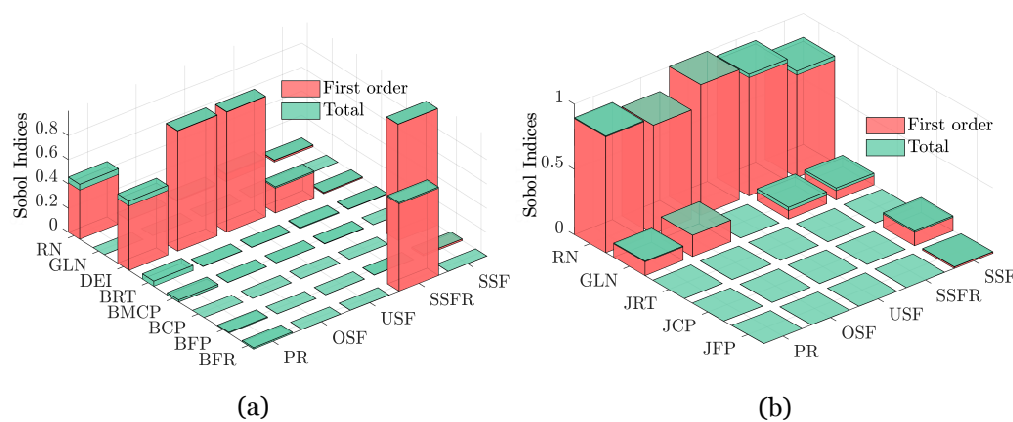 First order
Total
Sobol Indices
0.8
0.6
0.4
0.2
0
RN
GLN
DEI
BRT
BMCP
BCP
BFP
BFR
PR
OSF
USF
SSFR
SSF
(a)
First order
Total
Sobol Indices
1
0.5
0
RN
GLN
JRT
JCP
JFP
PR
OSF
USF
SSFR
SSF
(b)